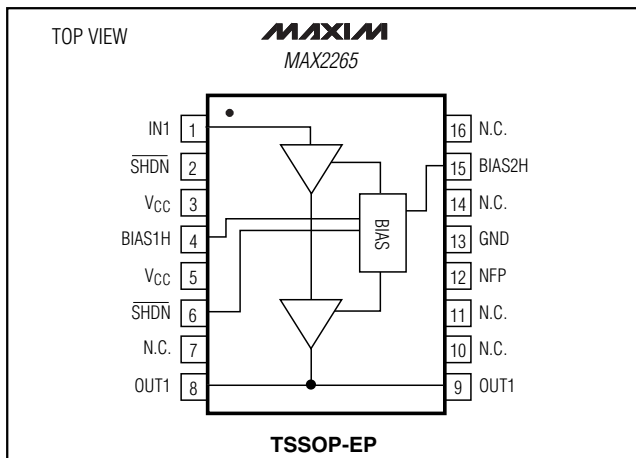 TOP VIEW
MAXIM
MAX2265
IN1 1
SHDN 2
VCC 3
BIAS1H 4
VCC 5
SHDN 6
N.C. 7
OUT1 8
BIAS
16 N.C.
15 BIAS2H
14 N.C.
13 GND
12 NFP
11 N.C.
10 N.C.
9 OUT1
TSSOP-EP